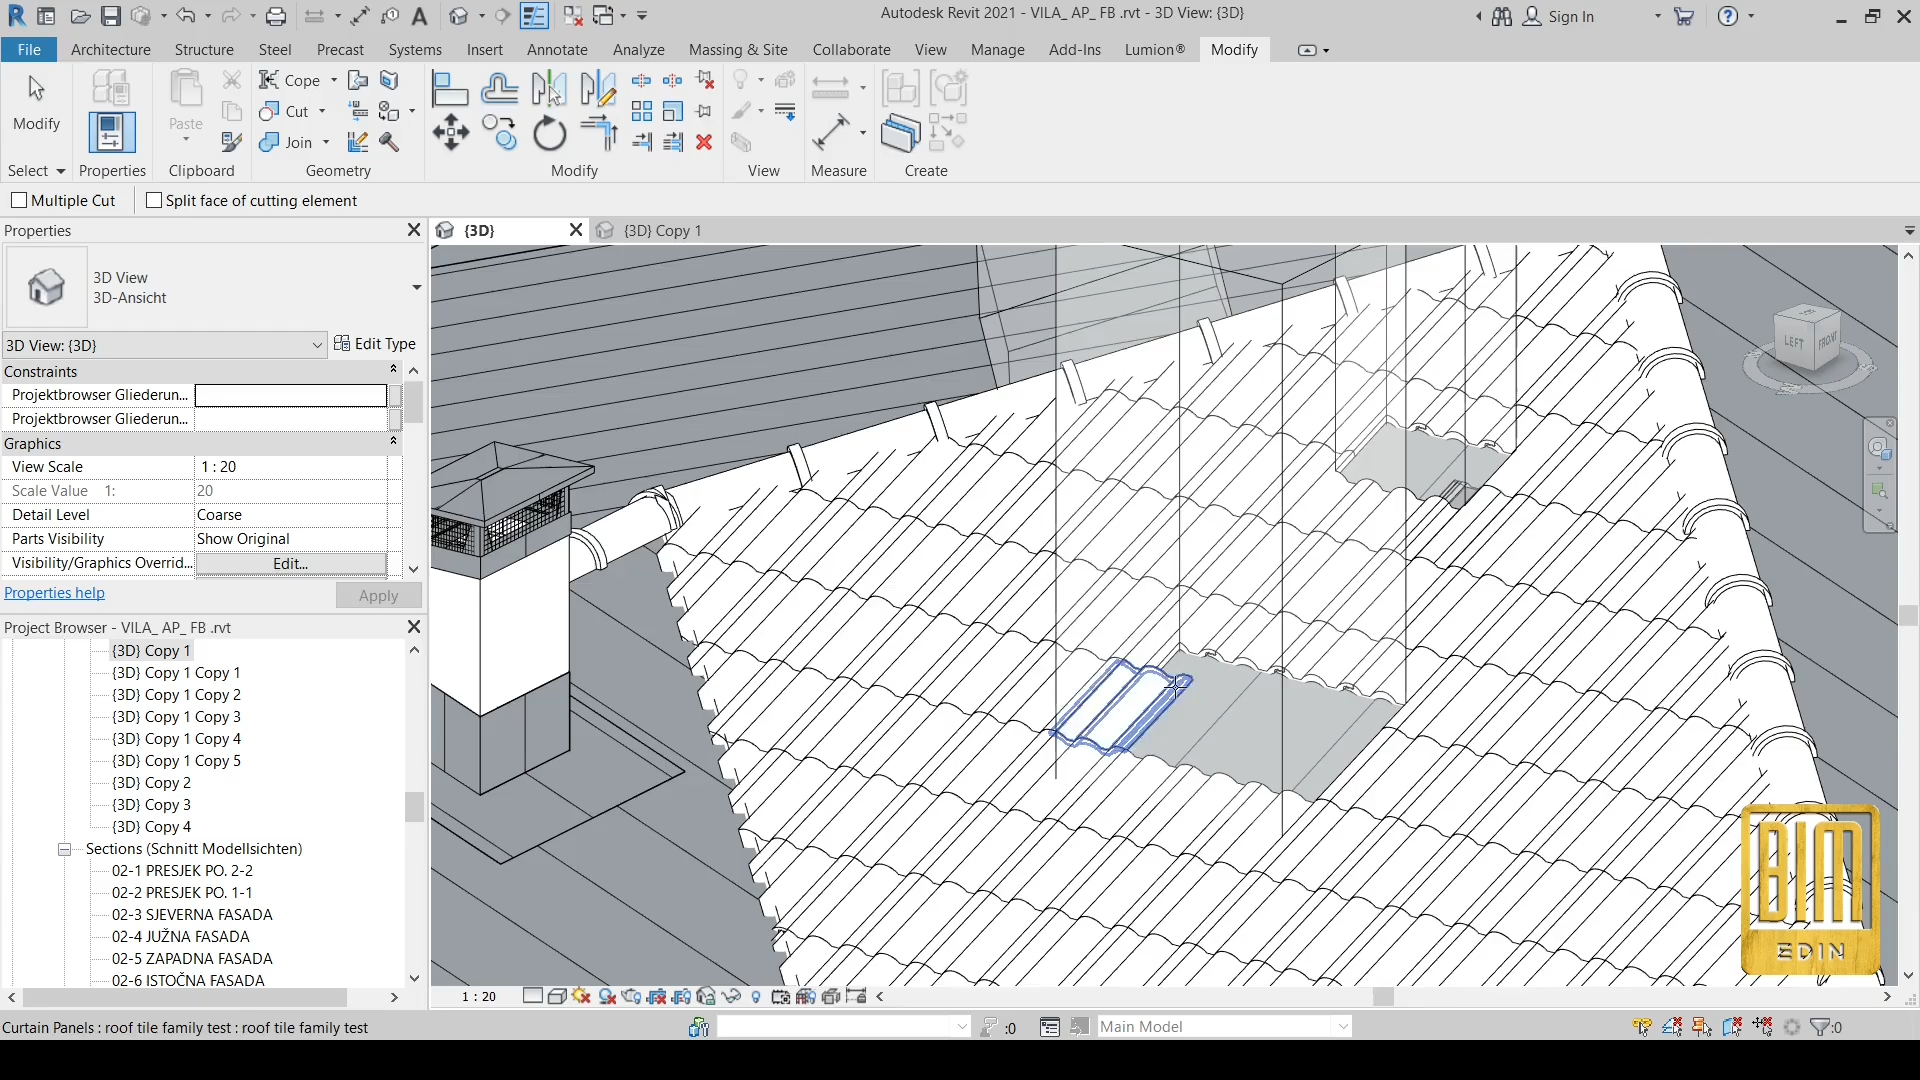 Autodesk Revit 2021 - VILA_ AP_ FB .rvt - 3D View: {3D}
Sign In
File Architecture Structure Steel Precast Systems Insert Annotate Analyze Massing & Site Collaborate View Manage Add-Ins Lumion® Modify
Modify
Paste
Cope
Cut
Join
Select Properties Clipboard Geometry Modify View Measure Create
Multiple Cut Split face of cutting element
Properties
{3D} {3D} Copy 1
3D View
3D-Ansicht
3D View: {3D} Edit Type
Constraints
Projektbrowser Gliederun...
Projektbrowser Gliederun...
Graphics
View Scale 1 : 20
Scale Value 1: 20
Detail Level Coarse
Parts Visibility Show Original
Visibility/Graphics Overrid... Edit...
Properties help Apply
LEFT FRONT
Project Browser - VILA_ AP_ FB .rvt
{3D} Copy 1
{3D} Copy 1 Copy 1
{3D} Copy 1 Copy 2
{3D} Copy 1 Copy 3
{3D} Copy 1 Copy 4
{3D} Copy 1 Copy 5
{3D} Copy 2
{3D} Copy 3
{3D} Copy 4
Sections (Schnitt Modellsichten)
02-1 PRESJEK PO. 2-2
02-2 PRESJEK PO. 1-1
02-3 SJEVERNA FASADA
02-4 JUŽNA FASADA
02-5 ZAPADNA FASADA
02-6 ISTOČNA FASADA
BIM
EDIN
1 : 20
Curtain Panels : roof tile family test : roof tile family test
:0
Main Model
:0